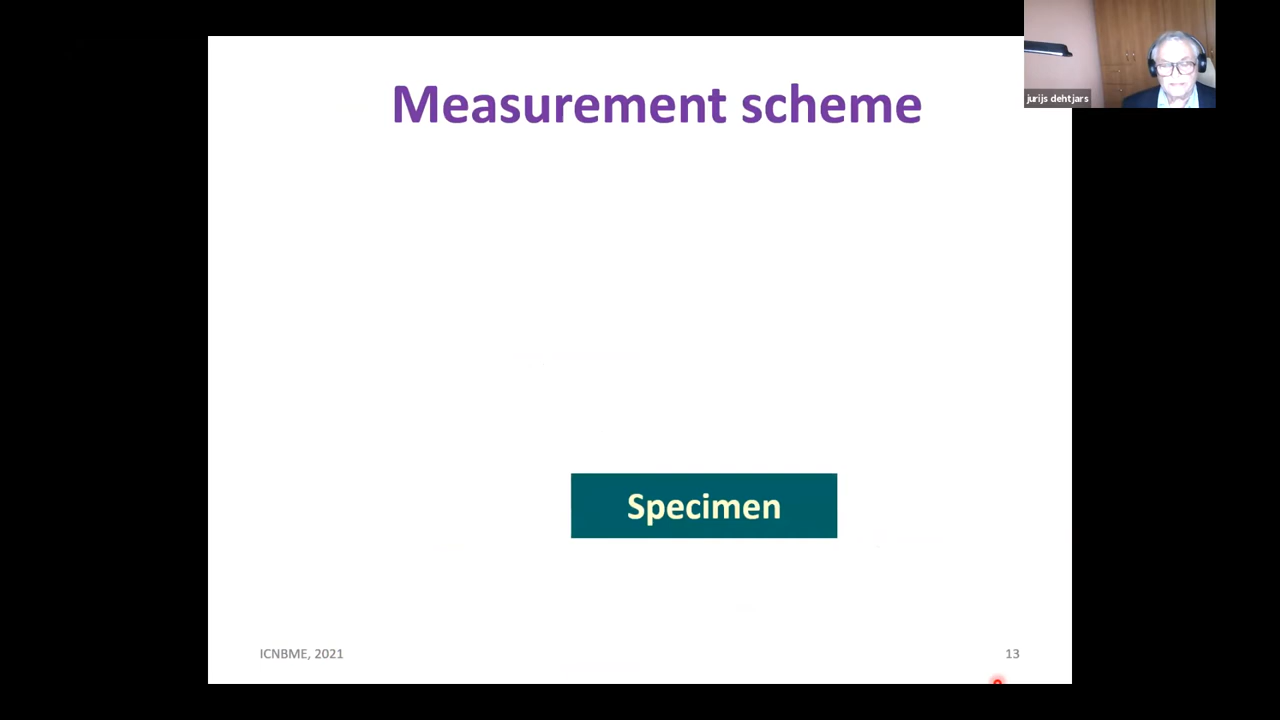 Measurement scheme
jurijs dehtjars
Specimen
ICNBME, 2021
13